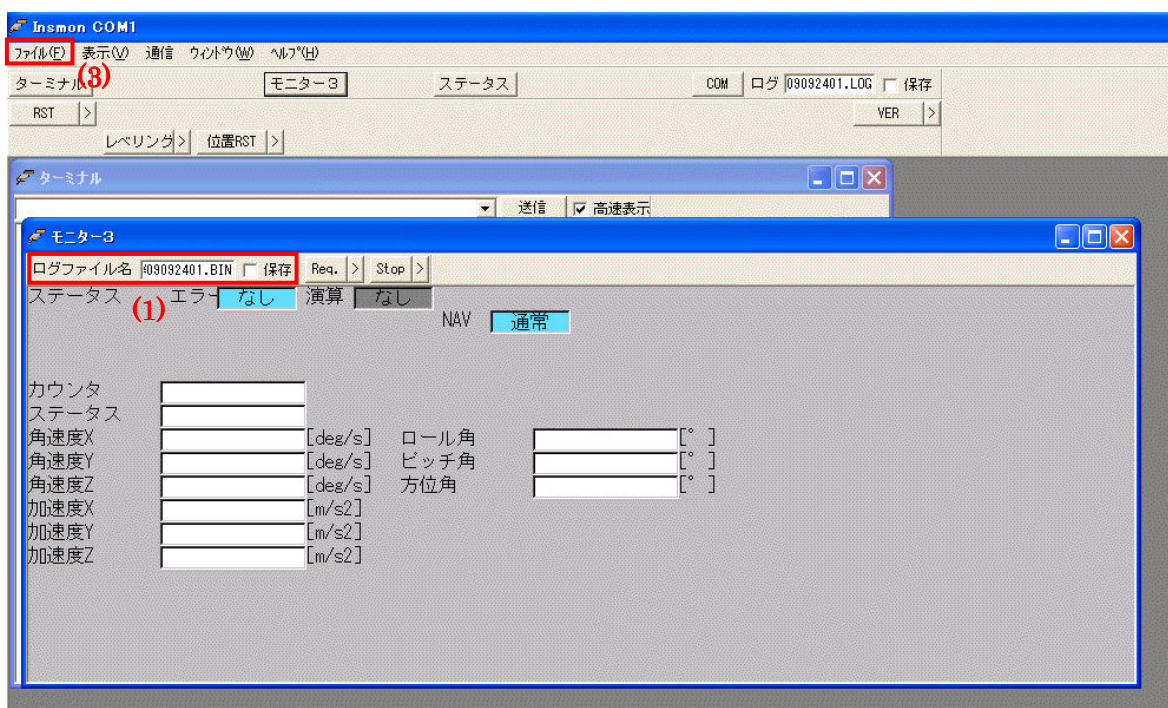 Insmon COM1
ファイル(F) 表示(V) 通信 ウィンドウ(W) ヘルプ(H)
(3)
ターミナル モニター3 ステータス COM ログ 09092401.LOG 保存
RST > VER >
レベリング > 位置RST >
ターミナル
送信 高速表示
モニター3
ログファイル名 09092401.BIN 保存 Req. > Stop >
(1)
ステータス エラー なし 演算 なし
NAV 通常
カウンタ
ステータス
角速度X [deg/s] ロール角 [° ]
角速度Y [deg/s] ピッチ角 [° ]
角速度Z [deg/s] 方位角 [° ]
加速度X [m/s2]
加速度Y [m/s2]
加速度Z [m/s2]